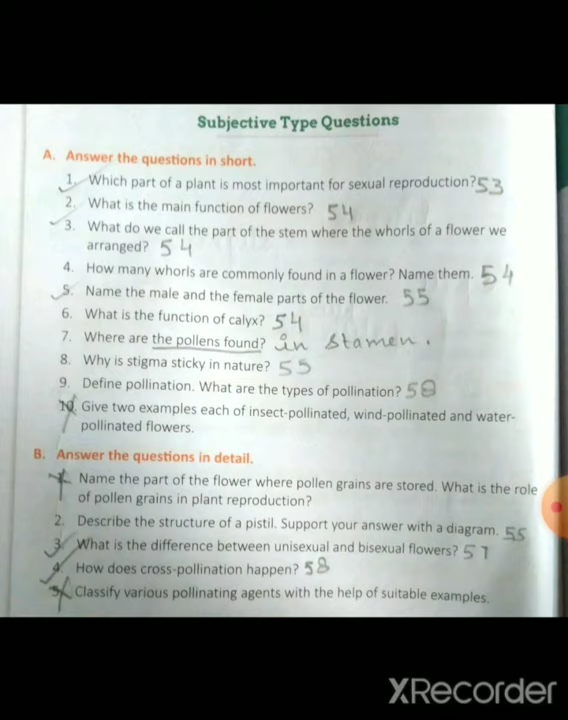 Subjective Type Questions
A. Answer the questions in short.
1. Which part of a plant is most important for sexual reproduction? 53
2. What is the main function of flowers? 54
3. What do we call the part of the stem where the whorls of a flower we
arranged? 54
4. How many whorls are commonly found in a flower? Name them. 54
5. Name the male and the female parts of the flower. 55
6. What is the function of calyx? 54
7. Where are the pollens found? in stamen.
8. Why is stigma sticky in nature? 55
9. Define pollination. What are the types of pollination? 58
10. Give two examples each of insect-pollinated, wind-pollinated and water-
pollinated flowers.
B. Answer the questions in detail.
1. Name the part of the flower where pollen grains are stored. What is the role
of pollen grains in plant reproduction?
2. Describe the structure of a pistil. Support your answer with a diagram. 55
3. What is the difference between unisexual and bisexual flowers? 57
4. How does cross-pollination happen? 58
5. Classify various pollinating agents with the help of suitable examples.
XRecorder